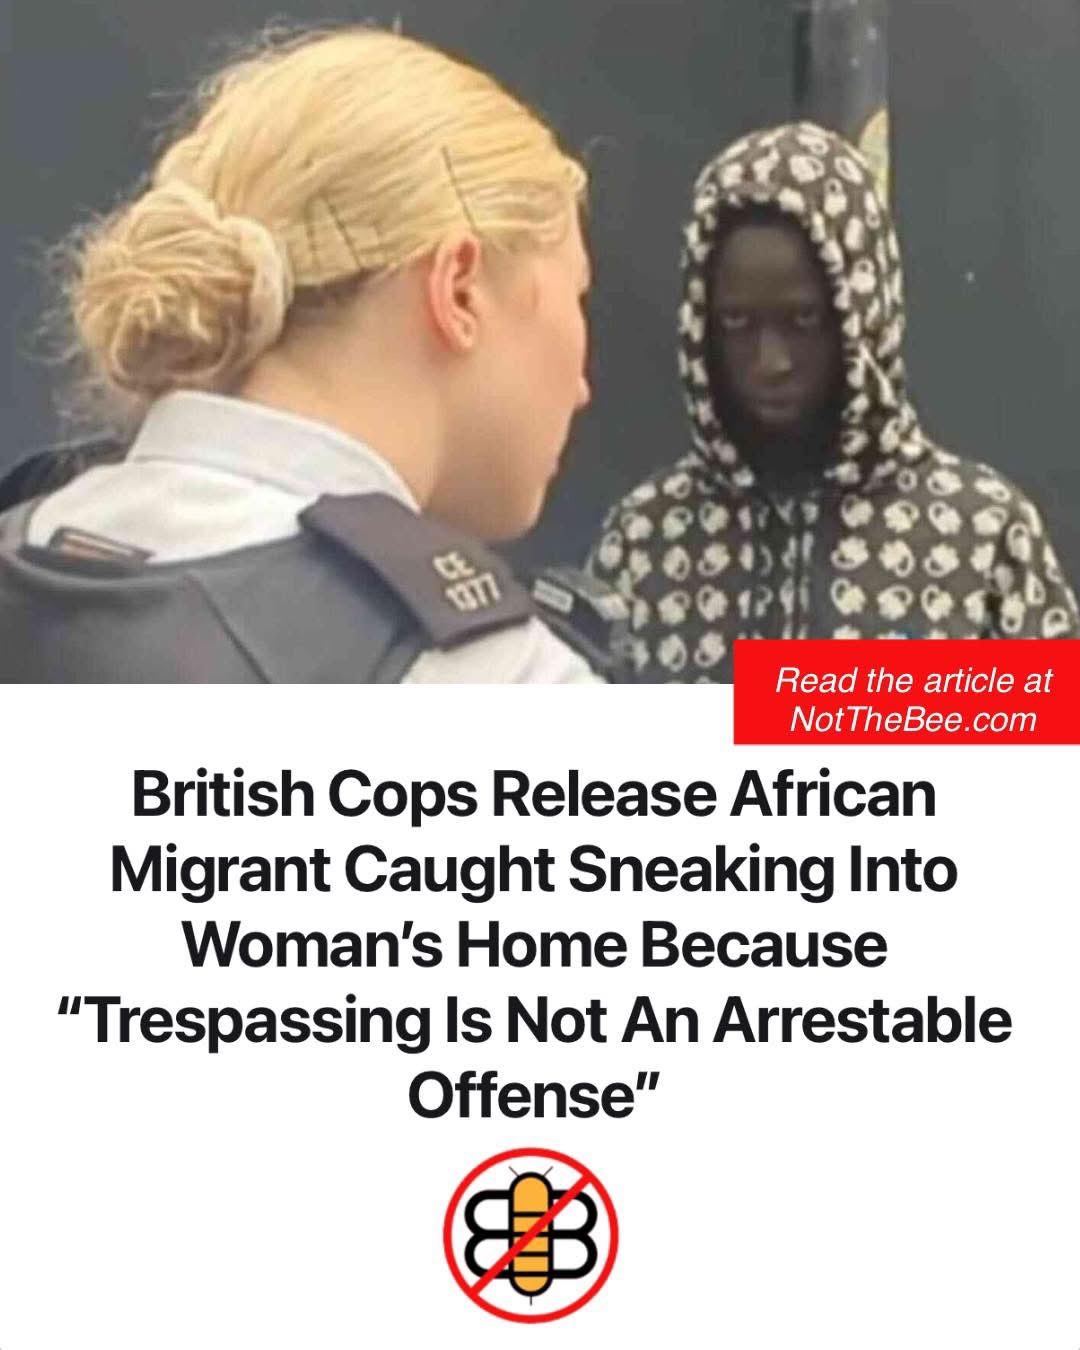 CE
1377
Read the article at
NotTheBee.com
British Cops Release African
Migrant Caught Sneaking Into
Woman’s Home Because
“Trespassing Is Not An Arrestable
Offense”